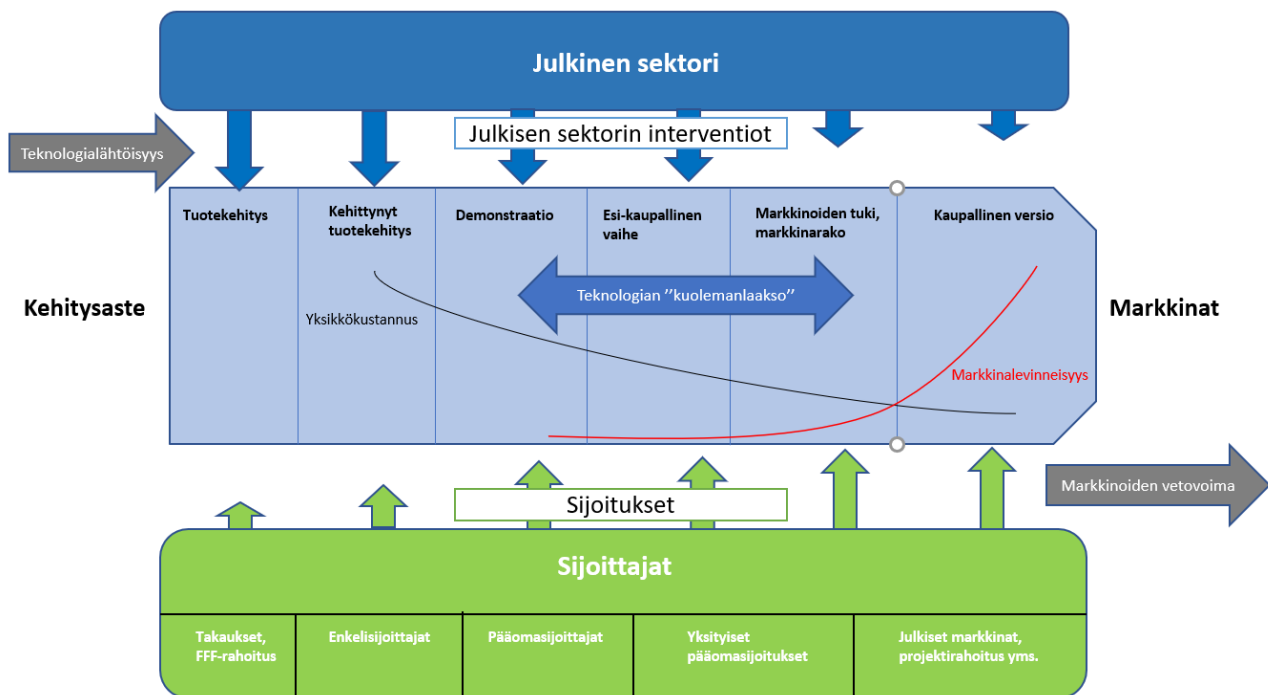 Julkinen sektori
Julkisen sektorin interventiot
Teknologialähtöisyys
Tuotekehitys
Kehittynyt
tuotekehitys
Demonstraatio
Esi-kaupallinen
vaihe
Markkinoiden tuki,
markkinarako
Kaupallinen versio
Kehitysaste
Teknologian ”kuolemanlaakso”
Markkinat
Yksikkökustannus
Markkinalevinneisyys
Markkinoiden vetovoima
Sijoitukset
Sijoittajat
Takaukset,
FFF-rahoitus
Enkelisijoittajat
Pääomasijoittajat
Yksityiset
pääomasijoitukset
Julkiset markkinat,
projektirahoitus yms.